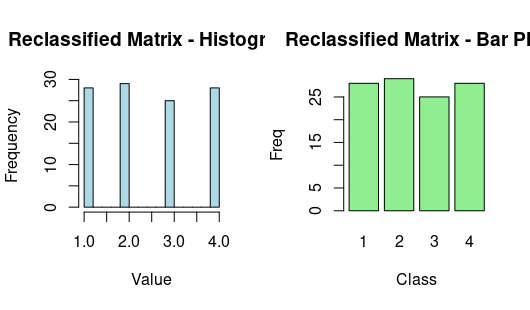 Reclassified Matrix - Histogr
Frequency
0
10
20
30
1.0 2.0 3.0 4.0
Value
Reclassified Matrix - Bar Pl
Freq
0
5
15
25
1 2 3 4
Class